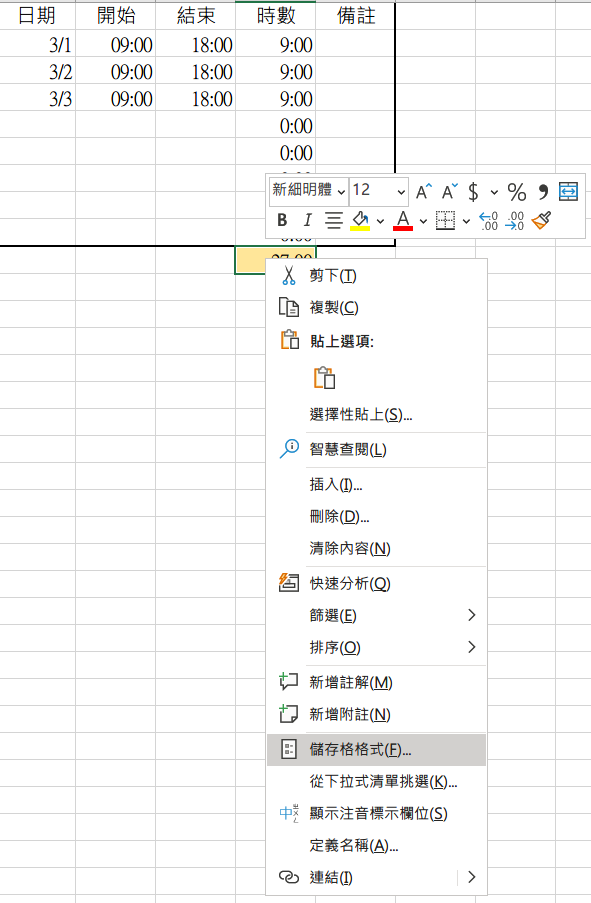 日期 開始 結束 時數 備註
3/1 09:00 18:00 9:00
3/2 09:00 18:00 9:00
3/3 09:00 18:00 9:00
0:00
0:00
新細明體 12 A A $ % ,
B I A ←0 .00 .00 →0
27:00
剪下(T)
複製(C)
貼上選項:
選擇性貼上(S)...
智慧查閱(L)
插入(I)...
刪除(D)...
清除內容(N)
快速分析(Q)
篩選(E)
排序(O)
新增註解(M)
新增附註(N)
儲存格格式(F)...
從下拉式清單挑選(K)...
顯示注音標示欄位(S)
定義名稱(A)...
連結(I)